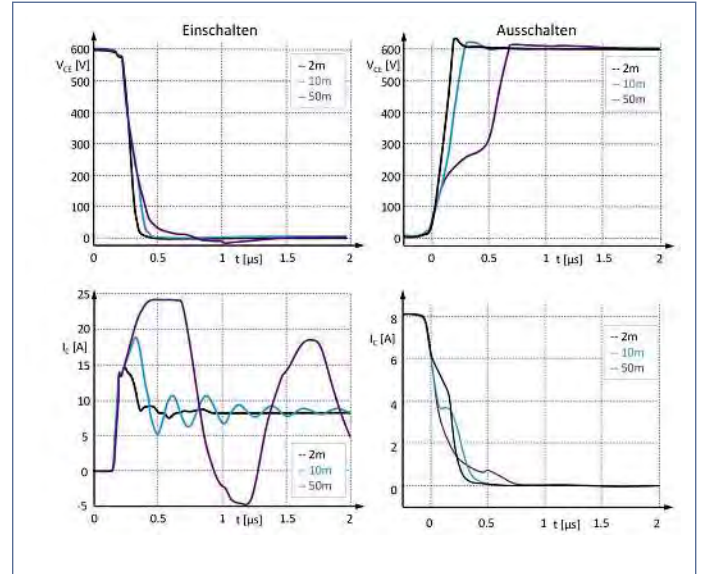 Einschalten
600
V_CE [V]
500
400
300
200
100
0
0
0.5
1
1.5
2
t [µs]
-- 2m
— 10m
— 50m
Ausschalten
600
V_CE [V]
500
400
300
200
100
0
0
0.5
1
1.5
2
t [µs]
-- 2m
— 10m
— 50m
25
I_C [A]
20
15
10
5
0
-5
0
0.5
1
1.5
2
t [µs]
-- 2m
— 10m
— 50m
8
I_C [A]
6
4
2
0
0
0.5
1
1.5
2
t [µs]
-- 2m
— 10m
— 50m